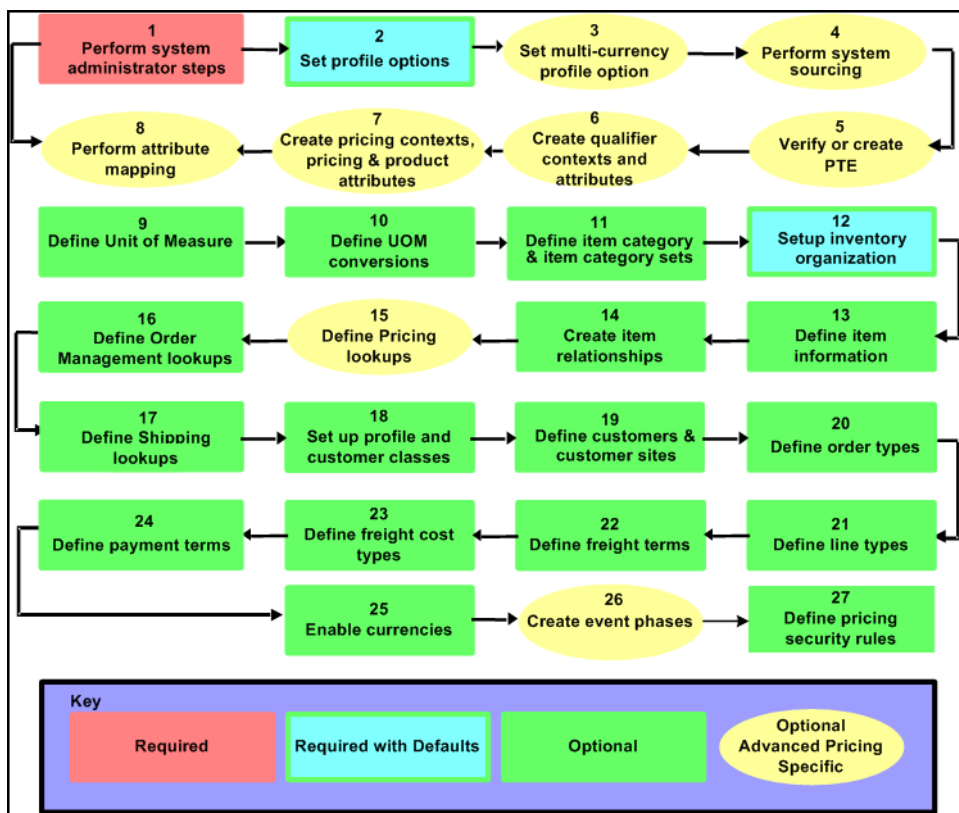 1
Perform system
administrator steps
2
Set profile options
3
Set multi-currency
profile option
4
Perform system
sourcing
5
Verify or create
PTE
6
Create qualifier
contexts and
attributes
7
Create pricing contexts,
pricing & product
attributes
8
Perform attribute
mapping
9
Define Unit of Measure
10
Define UOM
conversions
11
Define item category
& item category sets
12
Setup inventory
organization
13
Define item
information
14
Create item
relationships
15
Define Pricing
lookups
16
Define Order
Management lookups
17
Define Shipping
lookups
18
Set up profile and
customer classes
19
Define customers &
customer sites
20
Define order types
21
Define line types
22
Define freight terms
23
Define freight cost
types
24
Define payment terms
25
Enable currencies
26
Create event phases
27
Define pricing
security rules
Key
Required
Required with Defaults
Optional
Optional
Advanced Pricing
Specific